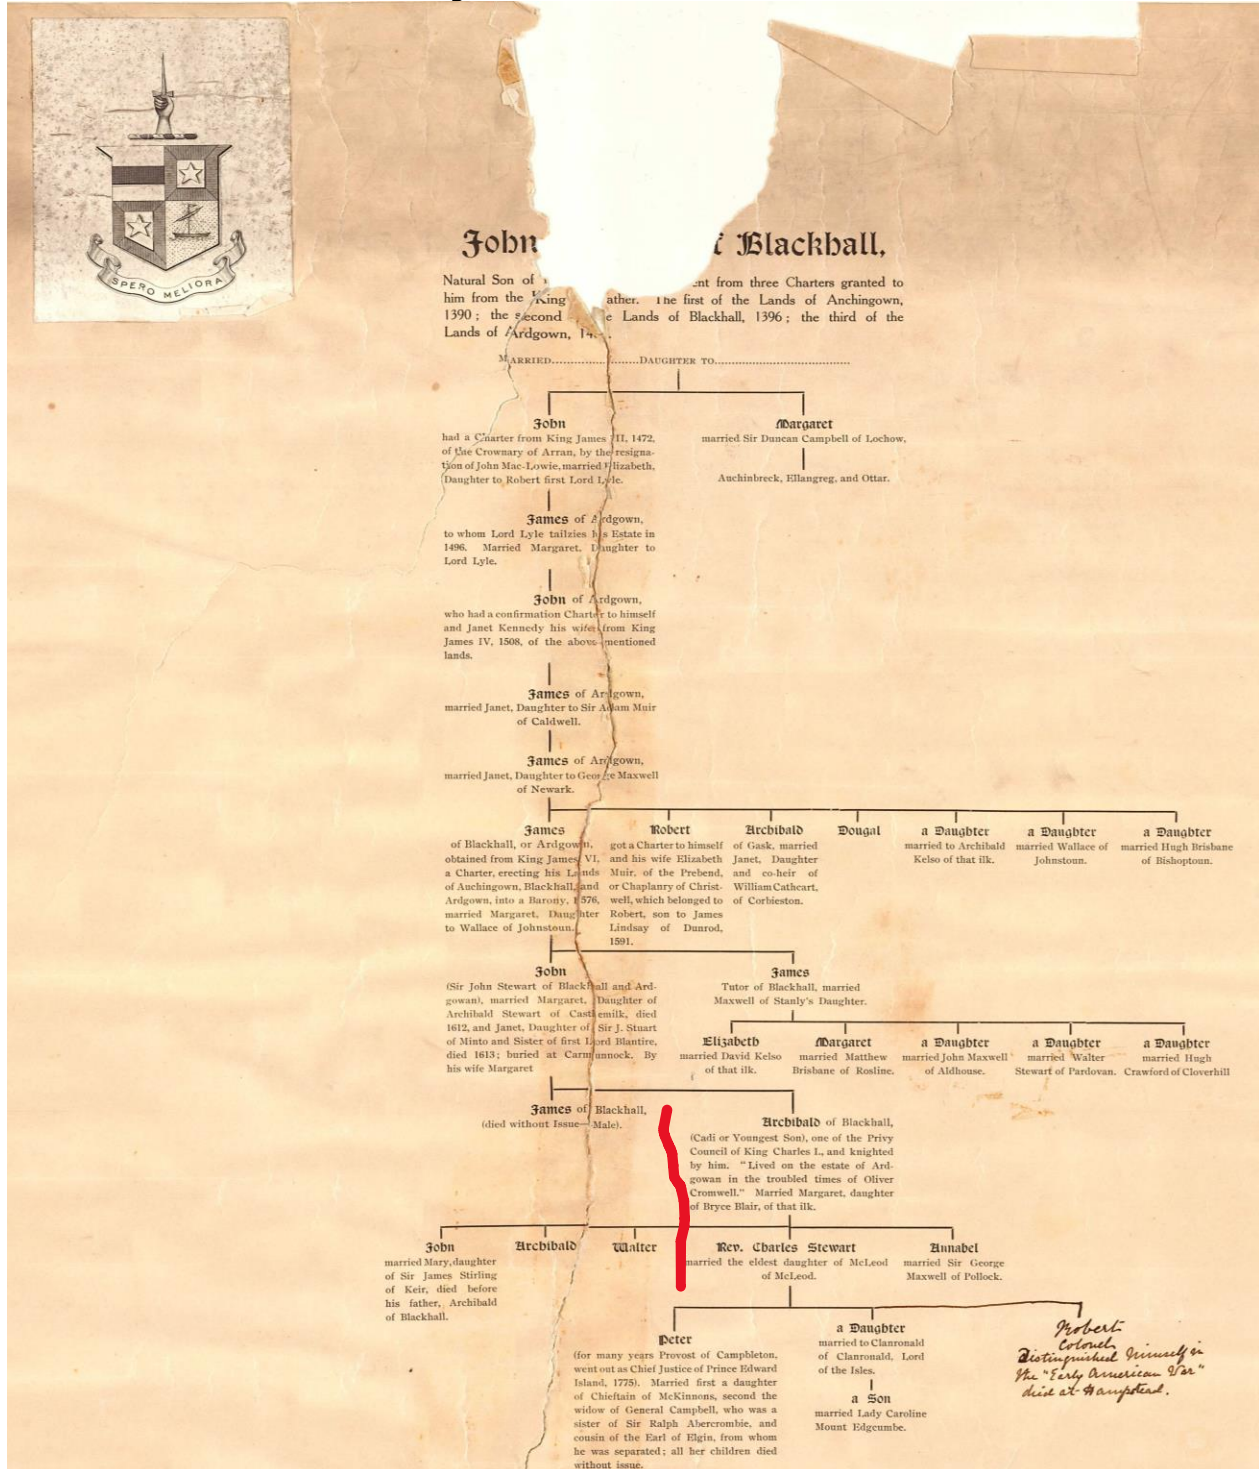 SPERO MELIORA
John Blackhall,
Natural Son of ent from three Charters granted to
him from the King ather. The first of the Lands of Anchingown,
1390; the second e Lands of Blackhall, 1396; the third of the
Lands of Ardgown,
MARRIED........................DAUGHTER TO....................................
John
had a Charter from King James III, 1472,
of the Crownary of Arran, by the resigna-
tion of John Mac-Lowie, married Elizabeth,
Daughter to Robert first Lord Lyle.
Margaret
married Sir Duncan Campbell of Lochow,
Auchinbreck, Ellangreg, and Ottar.
James of Ardgown,
to whom Lord Lyle tailzies his Estate in
1496. Married Margaret, Daughter to
Lord Lyle.
John of Ardgown,
who had a confirmation Charter to himself
and Janet Kennedy his wife from King
James IV, 1508, of the above mentioned
lands.
James of Ardgown,
married Janet, Daughter to Sir Adam Muir
of Caldwell.
James of Ardgown,
married Janet, Daughter to George Maxwell
of Newark.
James
of Blackhall, or Ardgown,
obtained from King James VI,
a Charter, erecting his Lands
of Auchingown, Blackhall, and
Ardgown, into a Barony, 1576,
married Margaret, Daughter
to Wallace of Johnstoun.
Robert
got a Charter to himself
and his wife Elizabeth
Muir, of the Prebend,
or Chaplanry of Christ-
well, which belonged to
Robert, son to James
Lindsay of Dunrod,
1591.
Archibald
of Gask, married
Janet, Daughter
and co-heir of
William Cathcart,
of Corbieston.
Dougal
a Daughter
married to Archibald
Kelso of that ilk.
a Daughter
married Wallace of
Johnstoun.
a Daughter
married Hugh Brisbane
of Bishoptoun.
John
(Sir John Stewart of Blackhall and Ard-
gowan), married Margaret, Daughter of
Archibald Stewart of Castlemilk, died
1612, and Janet, Daughter of Sir J. Stuart
of Minto and Sister of first Lord Blantire,
died 1613; buried at Carmunnock. By
his wife Margaret
James
Tutor of Blackhall, married
Maxwell of Stanly's Daughter.
Elizabeth
married David Kelso
of that ilk.
Margaret
married Matthew
Brisbane of Rosline.
a Daughter
married John Maxwell
of Aldhouse.
a Daughter
married Walter
Stewart of Pardovan.
a Daughter
married Hugh
Crawford of Cloverhill
James of Blackhall,
(died without Issue—Male).
Archibald of Blackhall,
(Cadi or Youngest Son), one of the Privy
Council of King Charles I., and knighted
by him. "Lived on the estate of Ard-
gowan in the troubled times of Oliver
Cromwell." Married Margaret, daughter
of Bryce Blair, of that ilk.
John
married Mary, daughter
of Sir James Stirling
of Keir, died before
his father, Archibald
of Blackhall.
Archibald
Walter
Rev. Charles Stewart
married the eldest daughter of McLeod
of McLeod.
Annabel
married Sir George
Maxwell of Pollock.
Peter
(for many years Provost of Campbleton,
went out as Chief Justice of Prince Edward
Island, 1775). Married first a daughter
of Chieftain of McKinnons, second the
widow of General Campbell, who was a
sister of Sir Ralph Abercrombie, and
cousin of the Earl of Elgin, from whom
he was separated; all her children died
without issue.
a Daughter
married to Clanronald
of Clanronald, Lord
of the Isles.
a Son
married Lady Caroline
Mount Edgcumbe.
Robert
Colonel
Distinguished himself in
the "Early American War"
died at Hampstead.